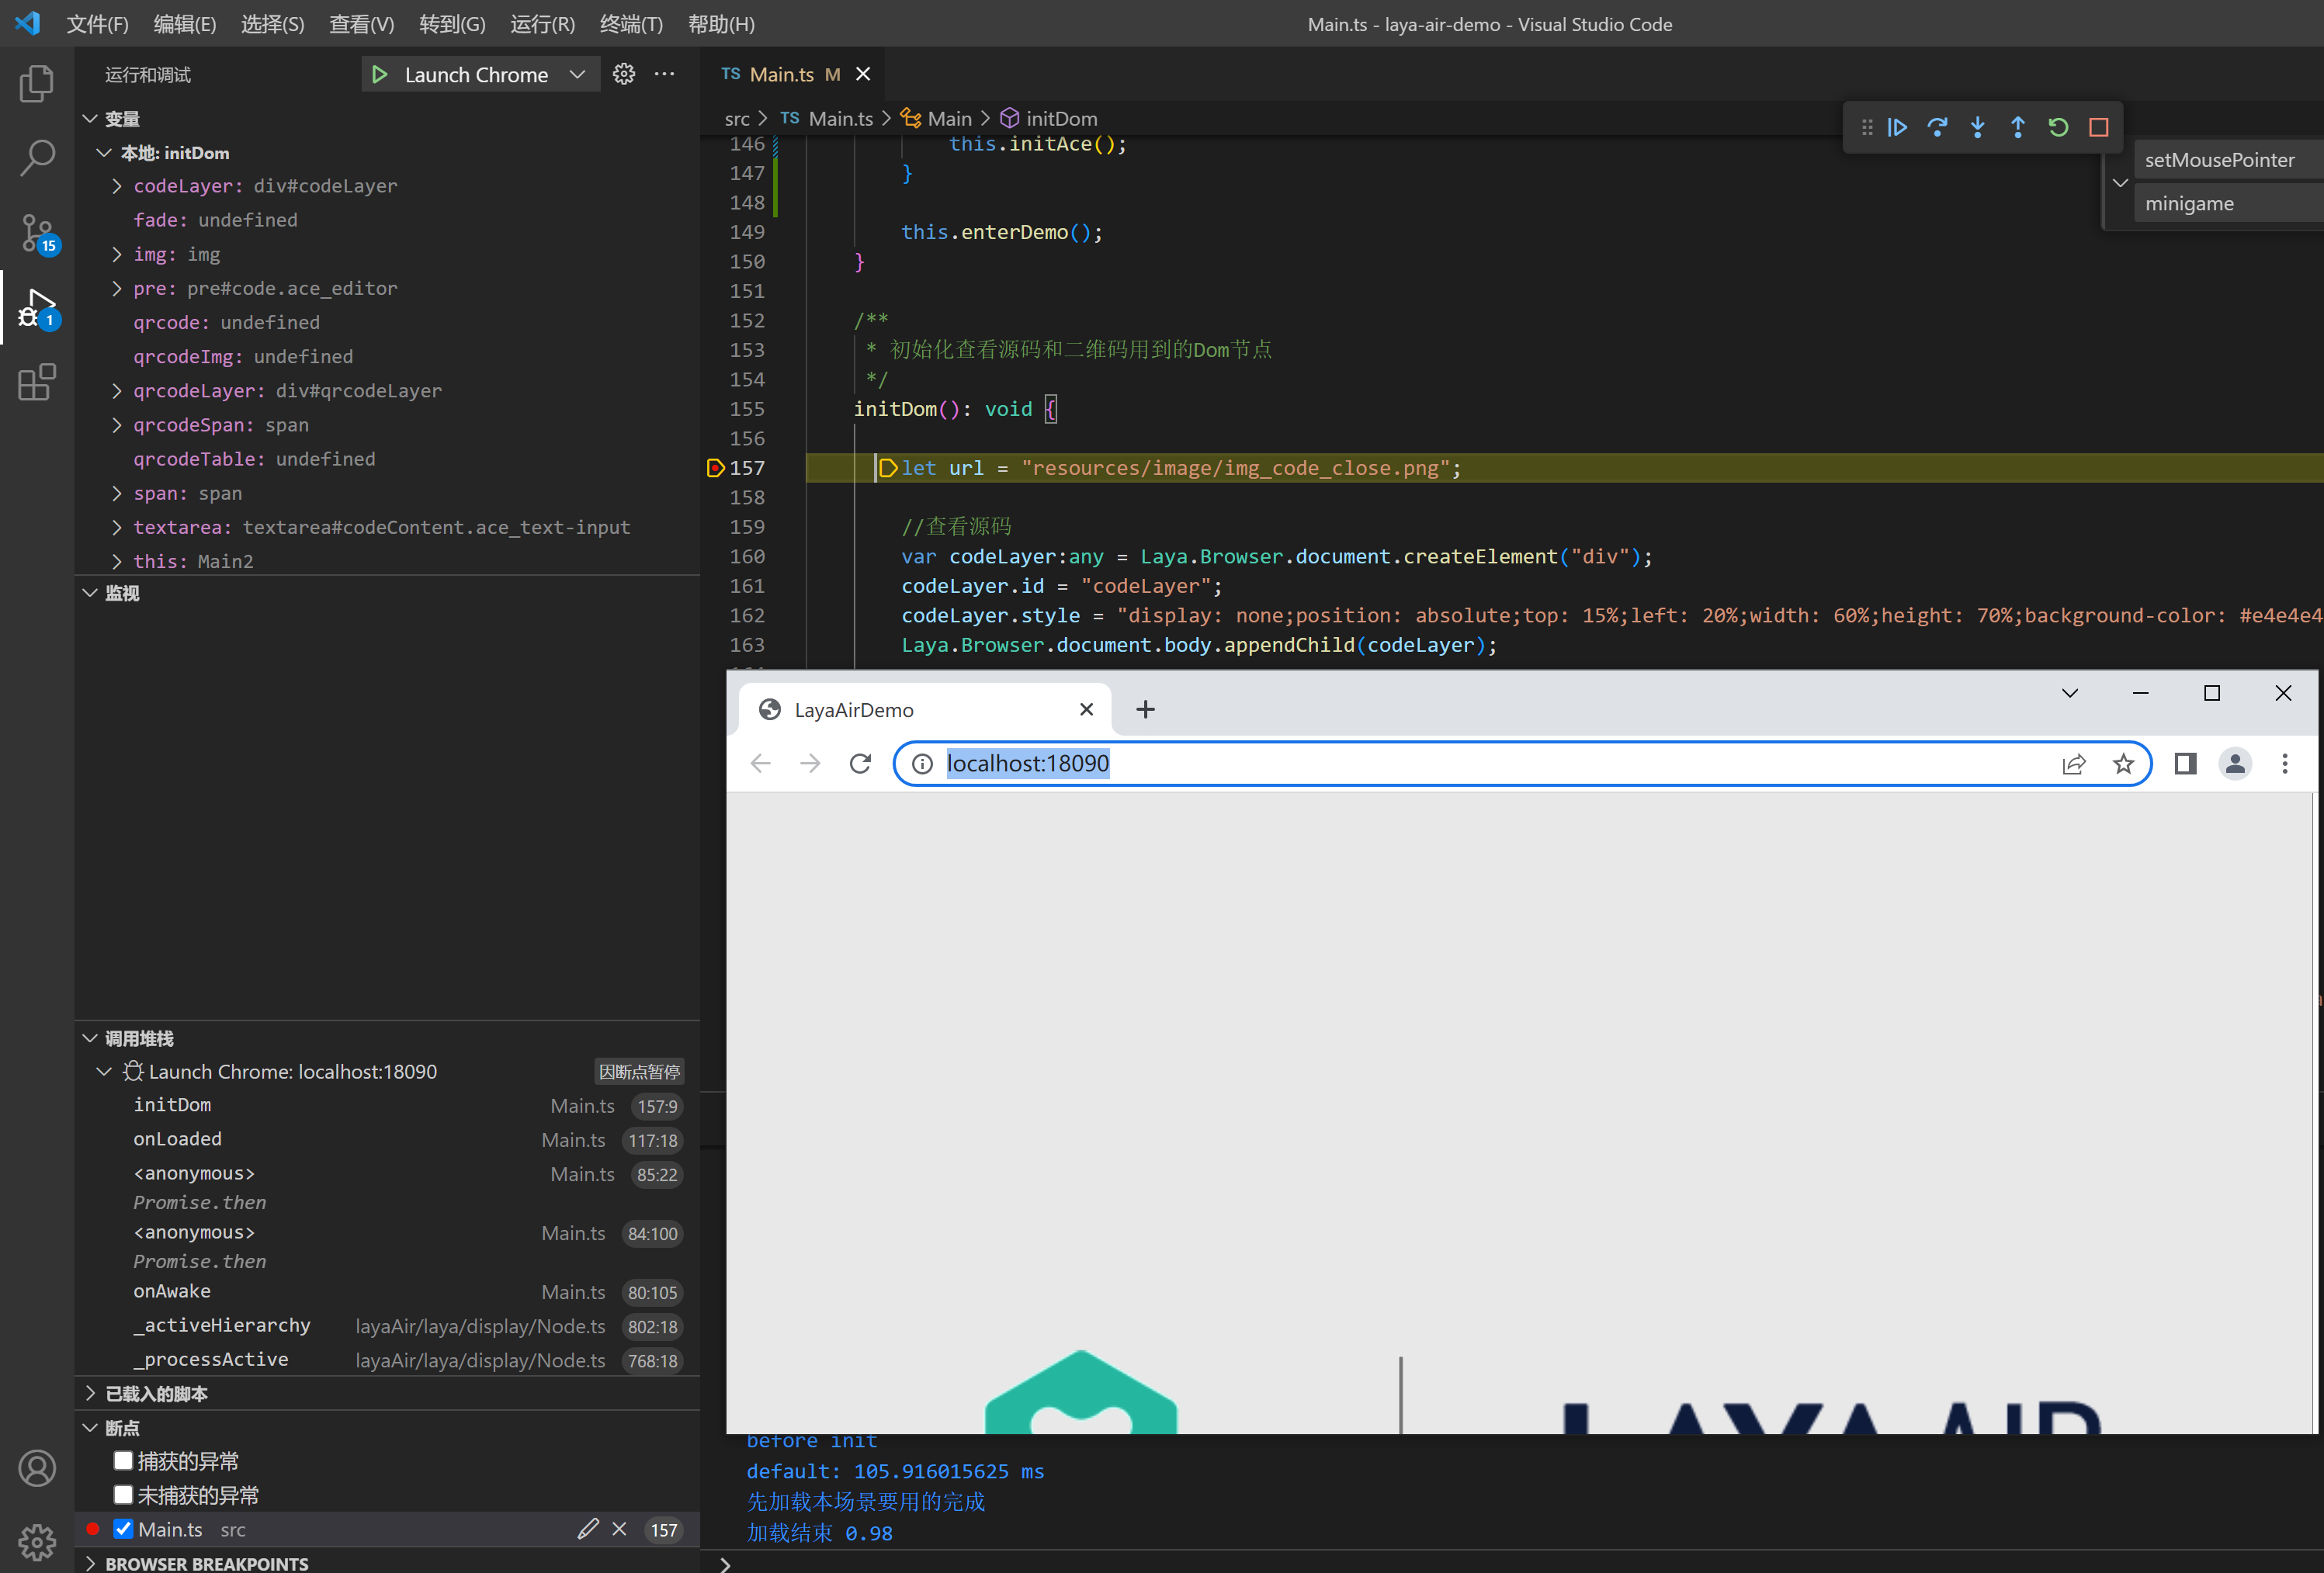 文件(F) 编辑(E) 选择(S) 查看(V) 转到(G) 运行(R) 终端(T) 帮助(H)
Main.ts - laya-air-demo - Visual Studio Code
运行和调试
Launch Chrome
变量
本地: initDom
codeLayer: div#codeLayer
fade: undefined
img: img
pre: pre#code.ace_editor
qrcode: undefined
qrcodeImg: undefined
qrcodeLayer: div#qrcodeLayer
qrcodeSpan: span
qrcodeTable: undefined
span: span
textarea: textarea#codeContent.ace_text-input
this: Main2
监视
15
1
调用堆栈
Launch Chrome: localhost:18090 因断点暂停
initDom Main.ts 157:9
onLoaded Main.ts 117:18
<anonymous> Main.ts 85:22
Promise.then
<anonymous> Main.ts 84:100
Promise.then
onAwake Main.ts 80:105
_activeHierarchy layaAir/laya/display/Node.ts 802:18
_processActive layaAir/laya/display/Node.ts 768:18
已载入的脚本
断点
捕获的异常
未捕获的异常
Main.ts src 157
BROWSER BREAKPOINTS
TS Main.ts M
src > TS Main.ts > Main > initDom
setMousePointer
minigame
146 this.initAce();
147 }
148
149 this.enterDemo();
150 }
151
152 /**
153 * 初始化查看源码和二维码用到的Dom节点
154 */
155 initDom(): void {
156
157 let url = "resources/image/img_code_close.png";
158
159 //查看源码
160 var codeLayer:any = Laya.Browser.document.createElement("div");
161 codeLayer.id = "codeLayer";
162 codeLayer.style = "display: none;position: absolute;top: 15%;left: 20%;width: 60%;height: 70%;background-color: #e4e4e4
163 Laya.Browser.document.body.appendChild(codeLayer);
LayaAirDemo
localhost:18090
LAYA AIR
before init
default: 105.916015625 ms
先加载本场景要用的完成
加载结束 0.98